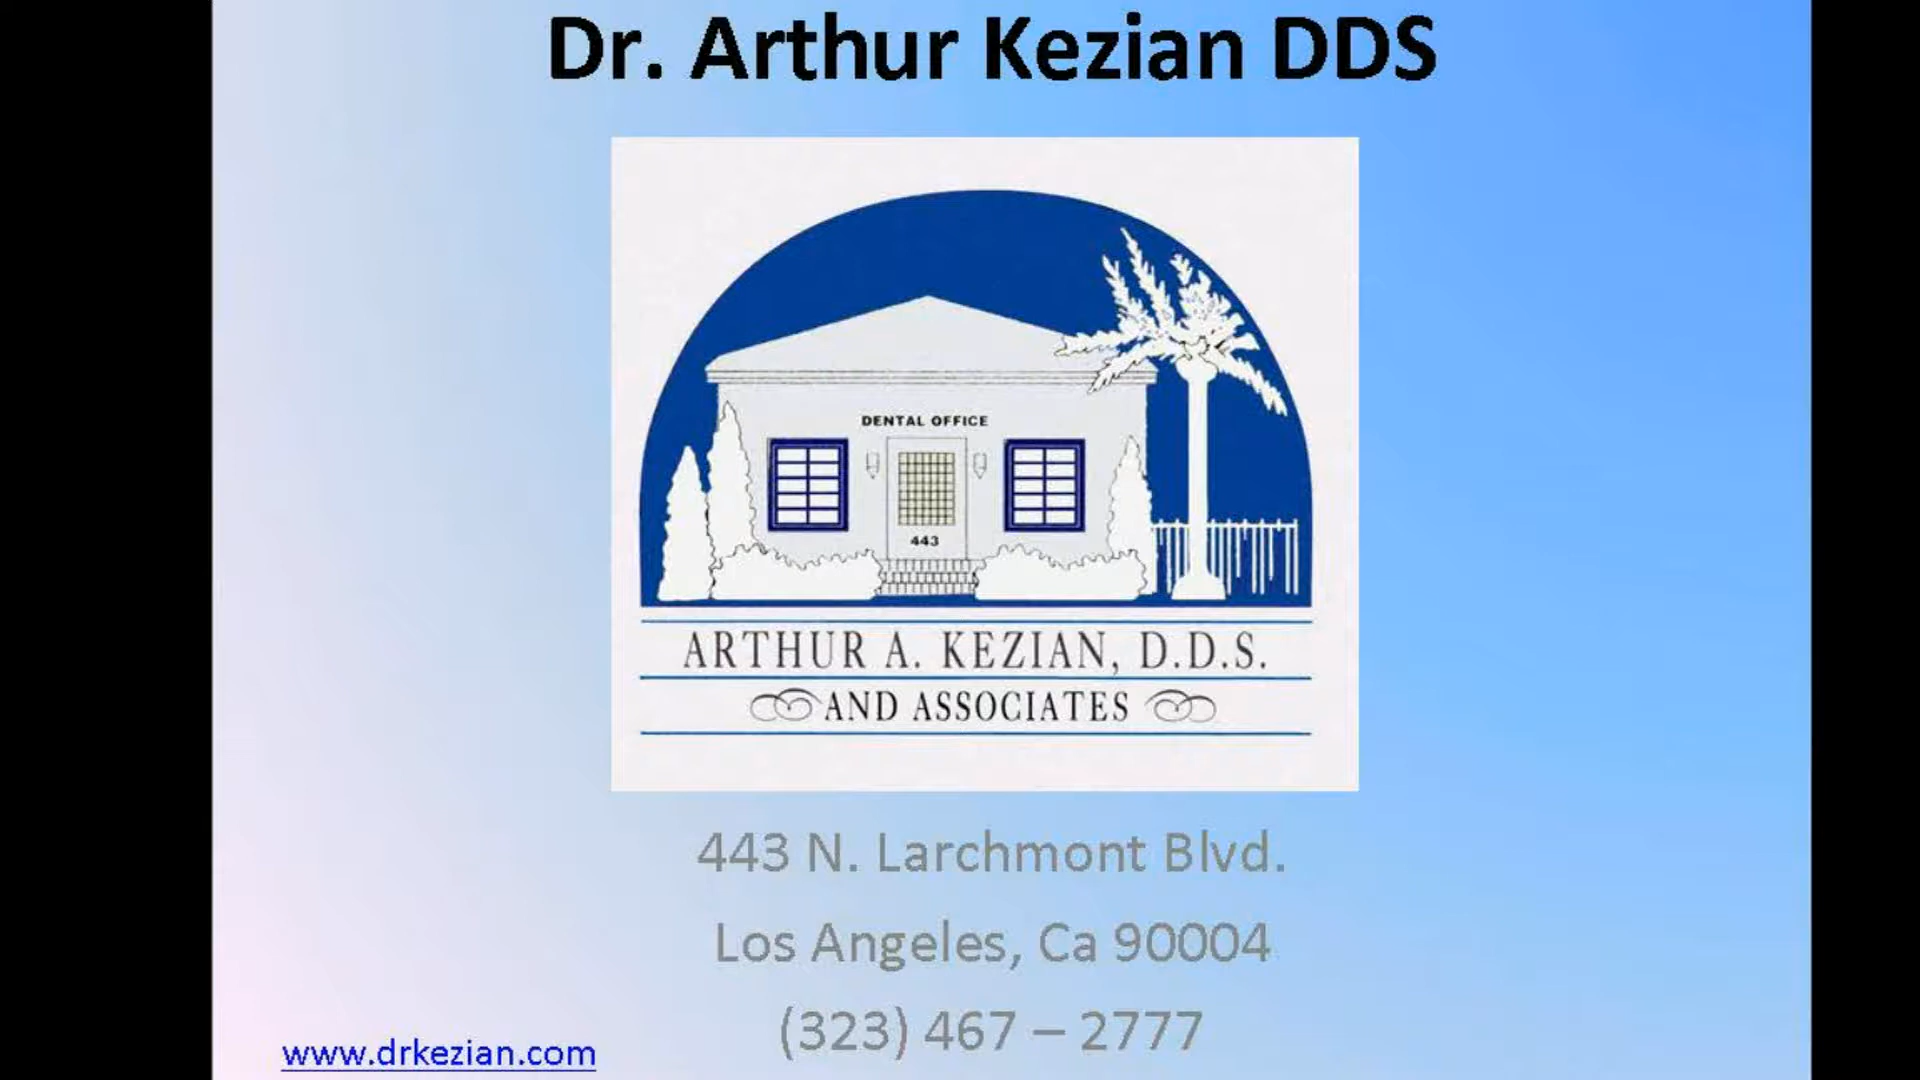 Dr. Arthur Kezian DDS
DENTAL OFFICE
443
ARTHUR A. KEZIAN, D.D.S.
AND ASSOCIATES
443 N. Larchmont Blvd.
Los Angeles, Ca 90004
(323) 467 – 2777
www.drkezian.com